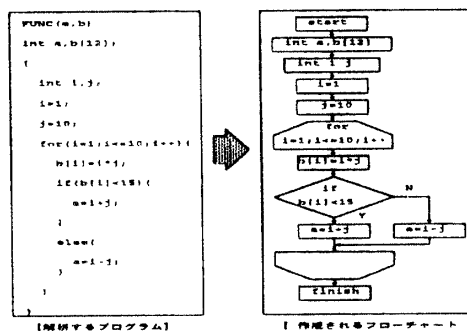 FUNC(a,b)
int a,b[12];
{
int i,j;
i=1;
j=10;
for(i=1;i<=10;i++){
b[i]=i*j;
if(b[i]<15){
a=i+j;
}
else{
a=i-j;
}
}
}
[解析するプログラム]
start
int a,b[12]
int i j
i=1
j=10
for
i=1;i<=10;i++
b[i]=i*j
if
b[i]<15
N
Y
a=i+j
a=i-j
finish
[ 作成されるフローチャート